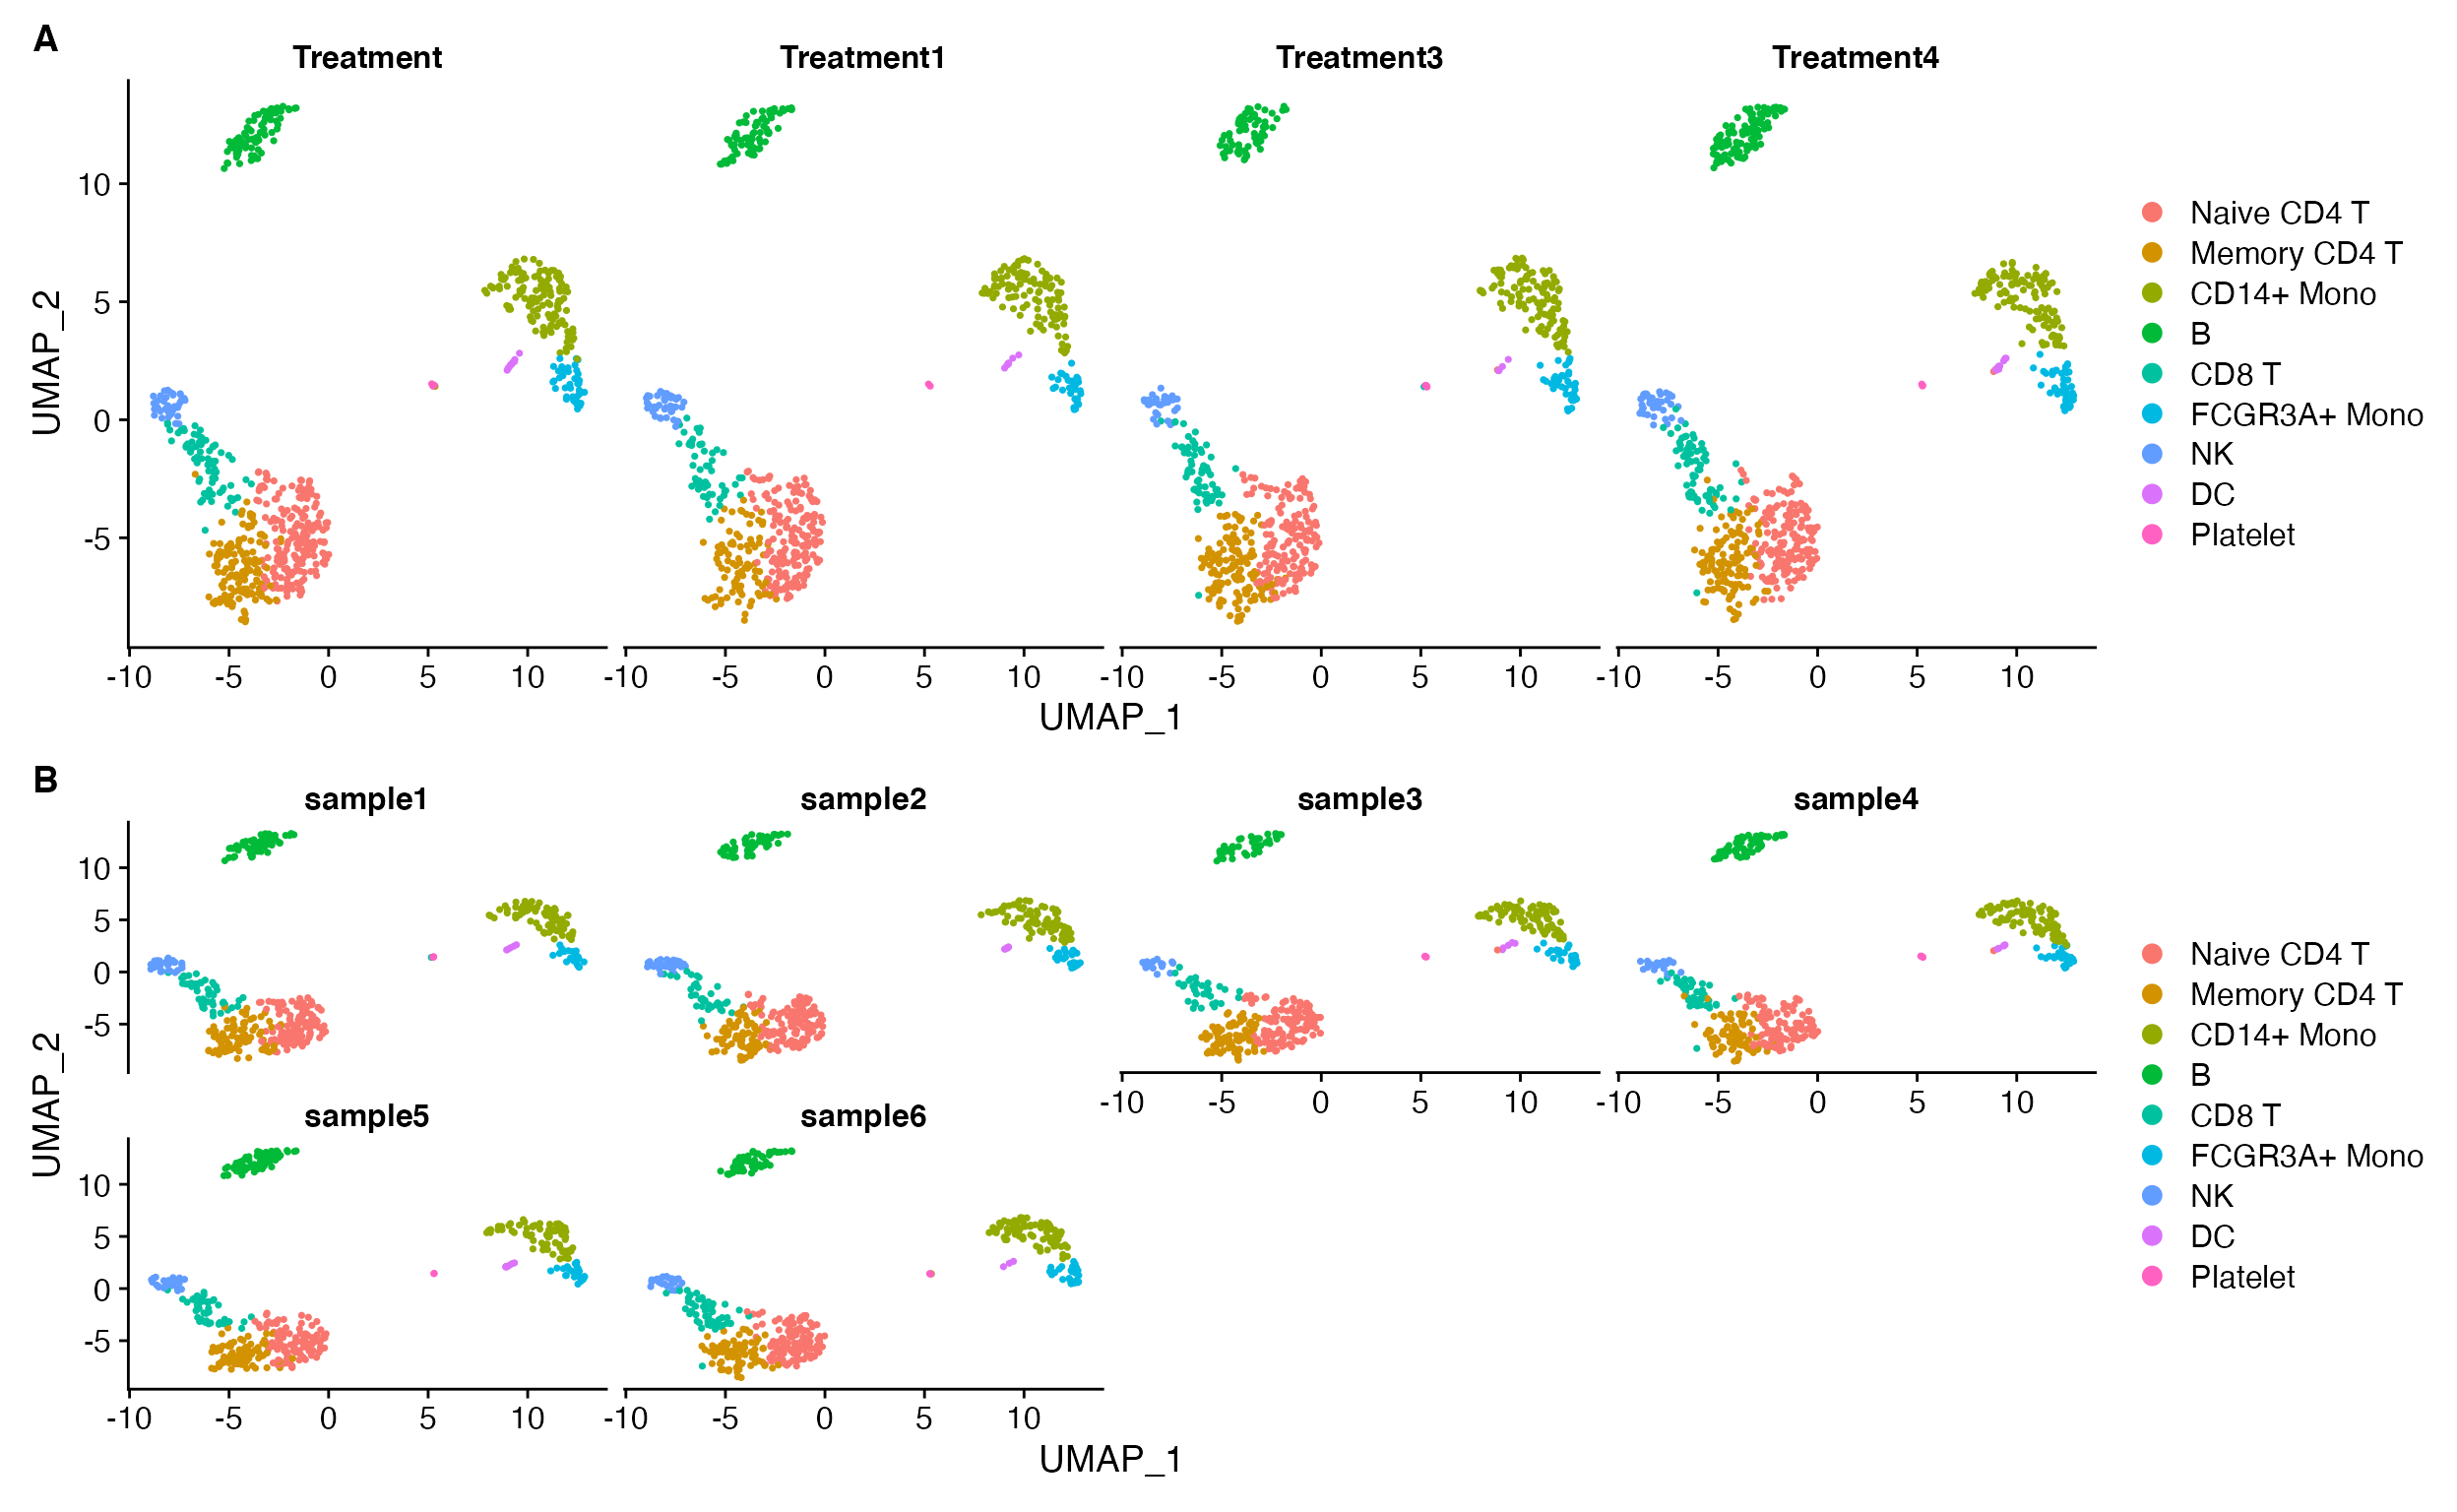 A
Treatment Treatment1 Treatment3 Treatment4
10
5
0
-5
UMAP_2
-10 -5 0 5 10 -10 -5 0 5 10 -10 -5 0 5 10 -10 -5 0 5 10
UMAP_1
Naive CD4 T
Memory CD4 T
CD14+ Mono
B
CD8 T
FCGR3A+ Mono
NK
DC
Platelet
B
sample1 sample2 sample3 sample4
10
5
0
-5
-10 -5 0 5 10 -10 -5 0 5 10
sample5 sample6
10
5
0
-5
UMAP_2
-10 -5 0 5 10 -10 -5 0 5 10
UMAP_1
Naive CD4 T
Memory CD4 T
CD14+ Mono
B
CD8 T
FCGR3A+ Mono
NK
DC
Platelet